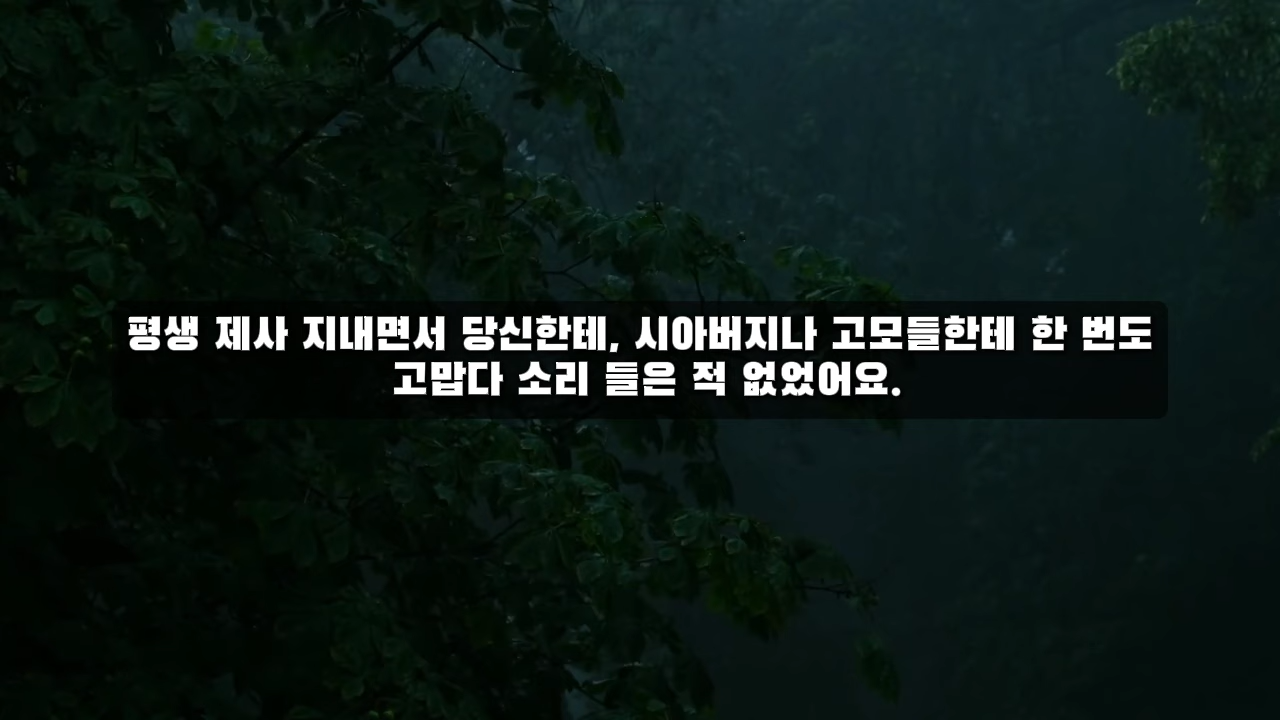 평생 제사 지내면서 당신한테, 시아버지나 고모들한테 한 번도
고맙다 소리 들은 적 없었어요.